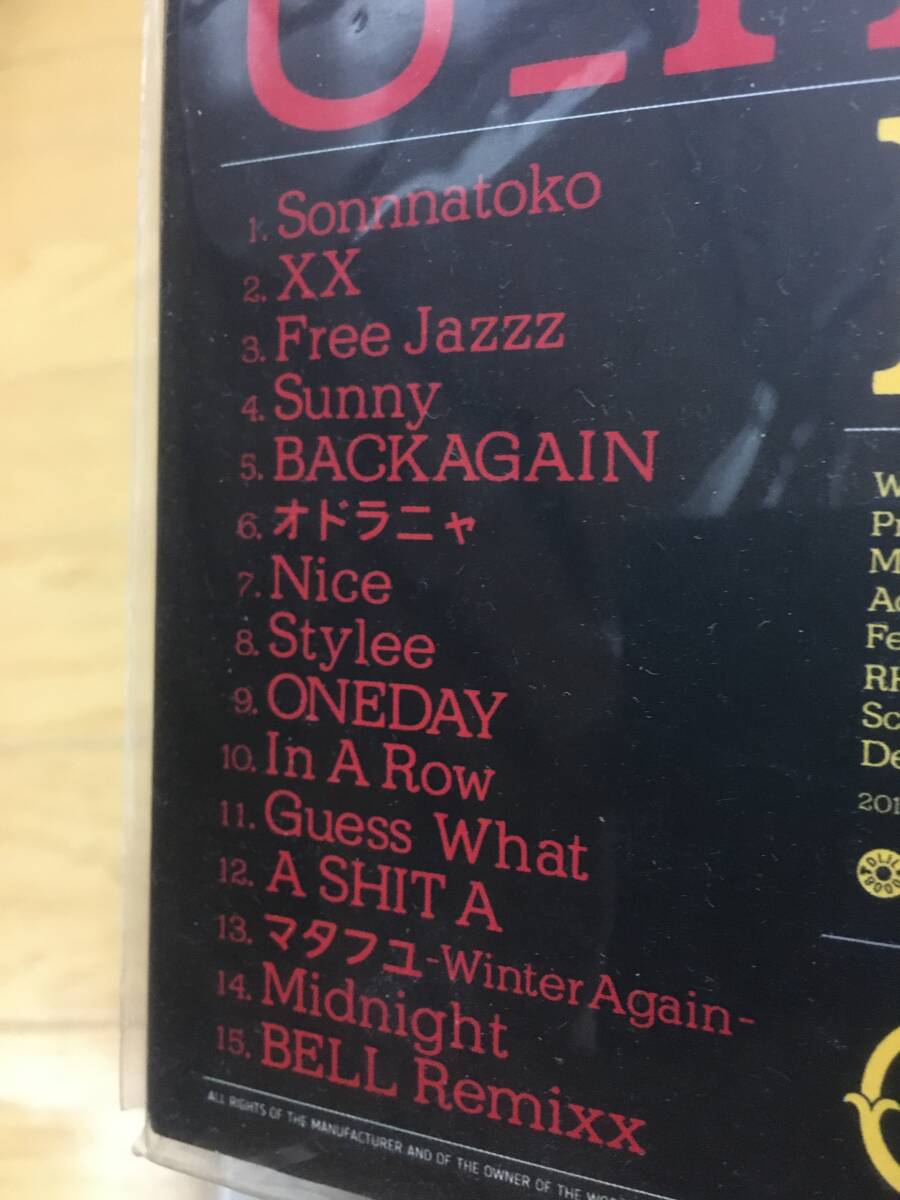 1. Sonnnatoko
2. XX
3. Free Jazzz
4. Sunny
5. BACKAGAIN
6. オドラニャ
7. Nice
8. Stylee
9. ONEDAY
10. In A Row
11. Guess What
12. A SHIT A
13. マタフユ-Winter Again-
14. Midnight
15. BELL Remixx
ALL RIGHTS OF THE MANUFACTURER AND OF THE OWNER OF THE